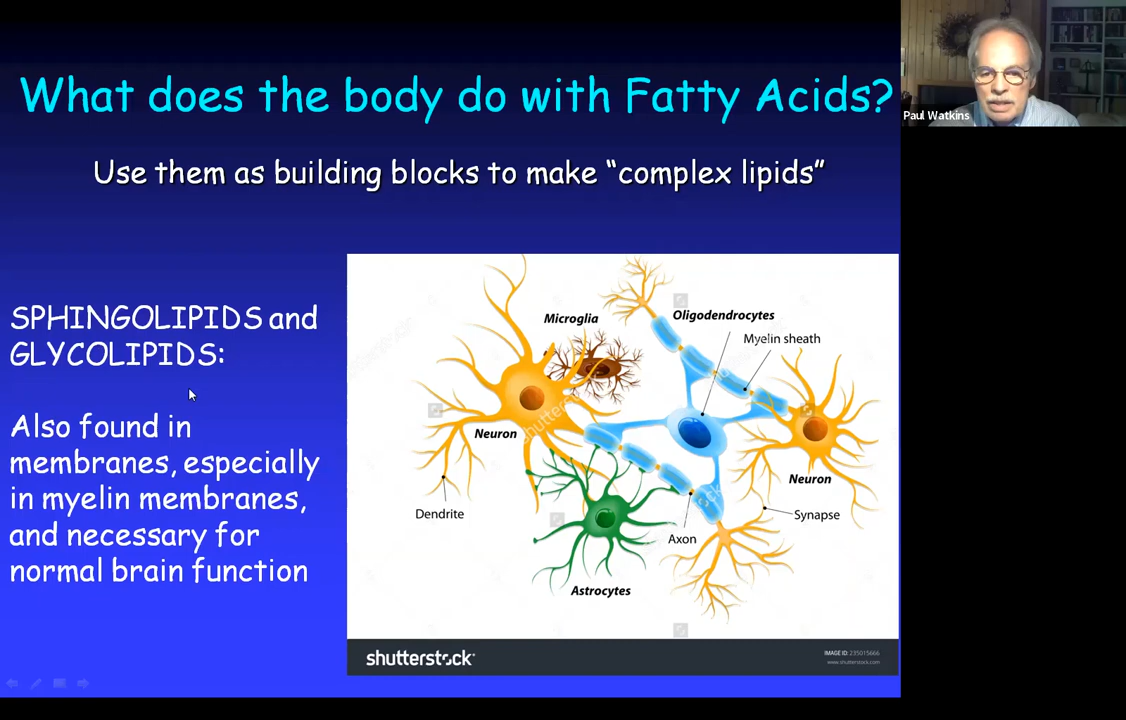 What does the body do with Fatty Acids?
Paul Watkins
Use them as building blocks to make “complex lipids”
SPHINGOLIPIDS and
GLYCOLIPIDS:
Also found in
membranes, especially
in myelin membranes,
and necessary for
normal brain function
Microglia
Oligodendrocytes
Myelin sheath
Neuron
Neuron
Dendrite
Synapse
Axon
Astrocytes
shutterstock
IMAGE ID: 235015666
www.shutterstock.com